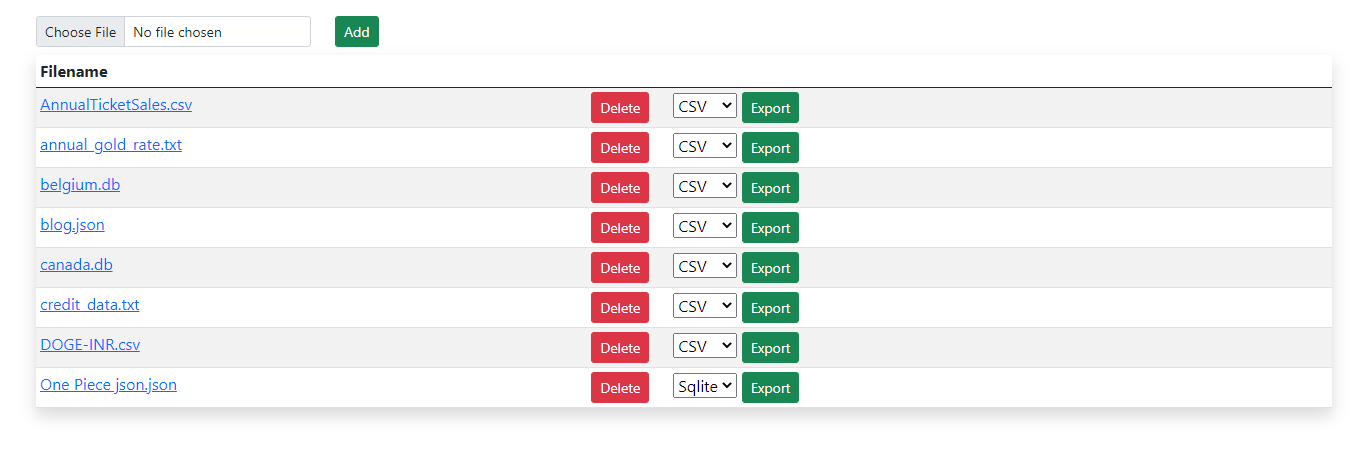 Choose File No file chosen Add
Filename
AnnualTicketSales.csv Delete CSV Export
annual_gold_rate.txt Delete CSV Export
belgium.db Delete CSV Export
blog.json Delete CSV Export
canada.db Delete CSV Export
credit_data.txt Delete CSV Export
DOGE-INR.csv Delete CSV Export
One Piece json.json Delete Sqlite Export